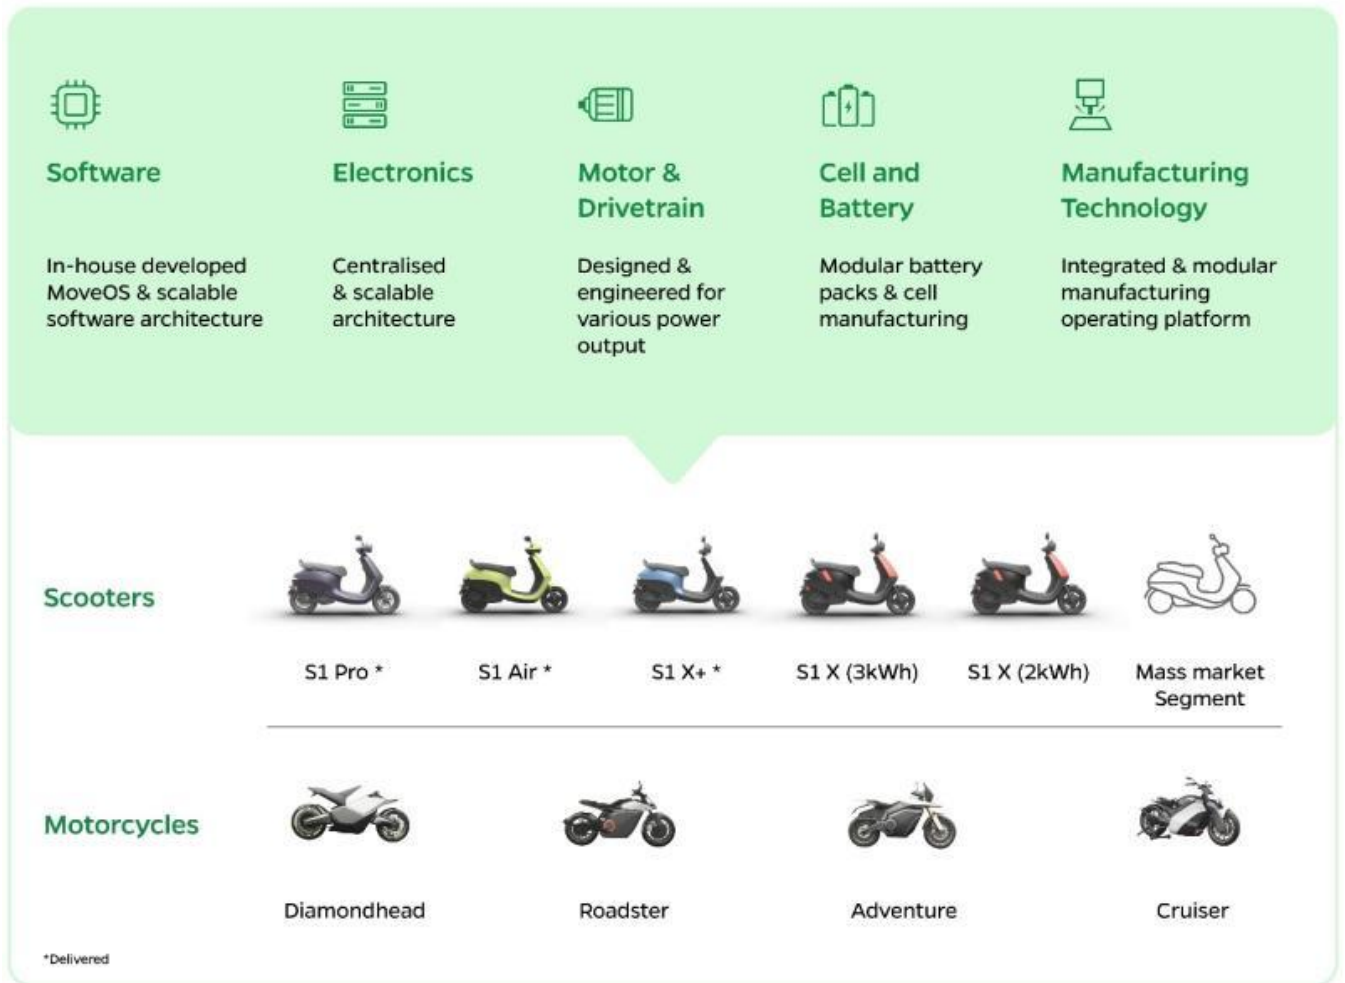 Software
Electronics
Motor &
Drivetrain
Cell and
Battery
Manufacturing
Technology
In-house developed
MoveOS & scalable
software architecture
Centralised
& scalable
architecture
Designed &
engineered for
various power
output
Modular battery
packs & cell
manufacturing
Integrated & modular
manufacturing
operating platform
Scooters
S1 Pro *
S1 Air *
S1 X+ *
S1 X (3kWh)
S1 X (2kWh)
Mass market
Segment
Motorcycles
Diamondhead
Roadster
Adventure
Cruiser
*Delivered